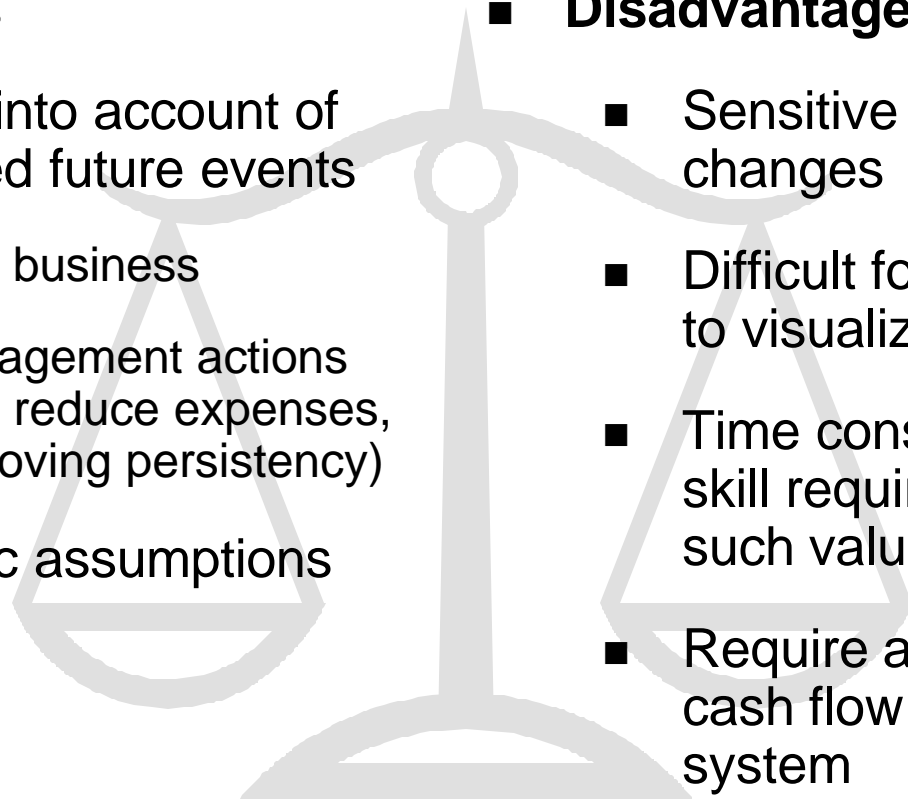 into account of
ed future events
business
agement actions
reduce expenses,
oving persistency)
c assumptions
Disadvantage
Sensitive
changes
Difficult fo
to visualiz
Time cons
skill requi
such valu
Require a
cash flow
system